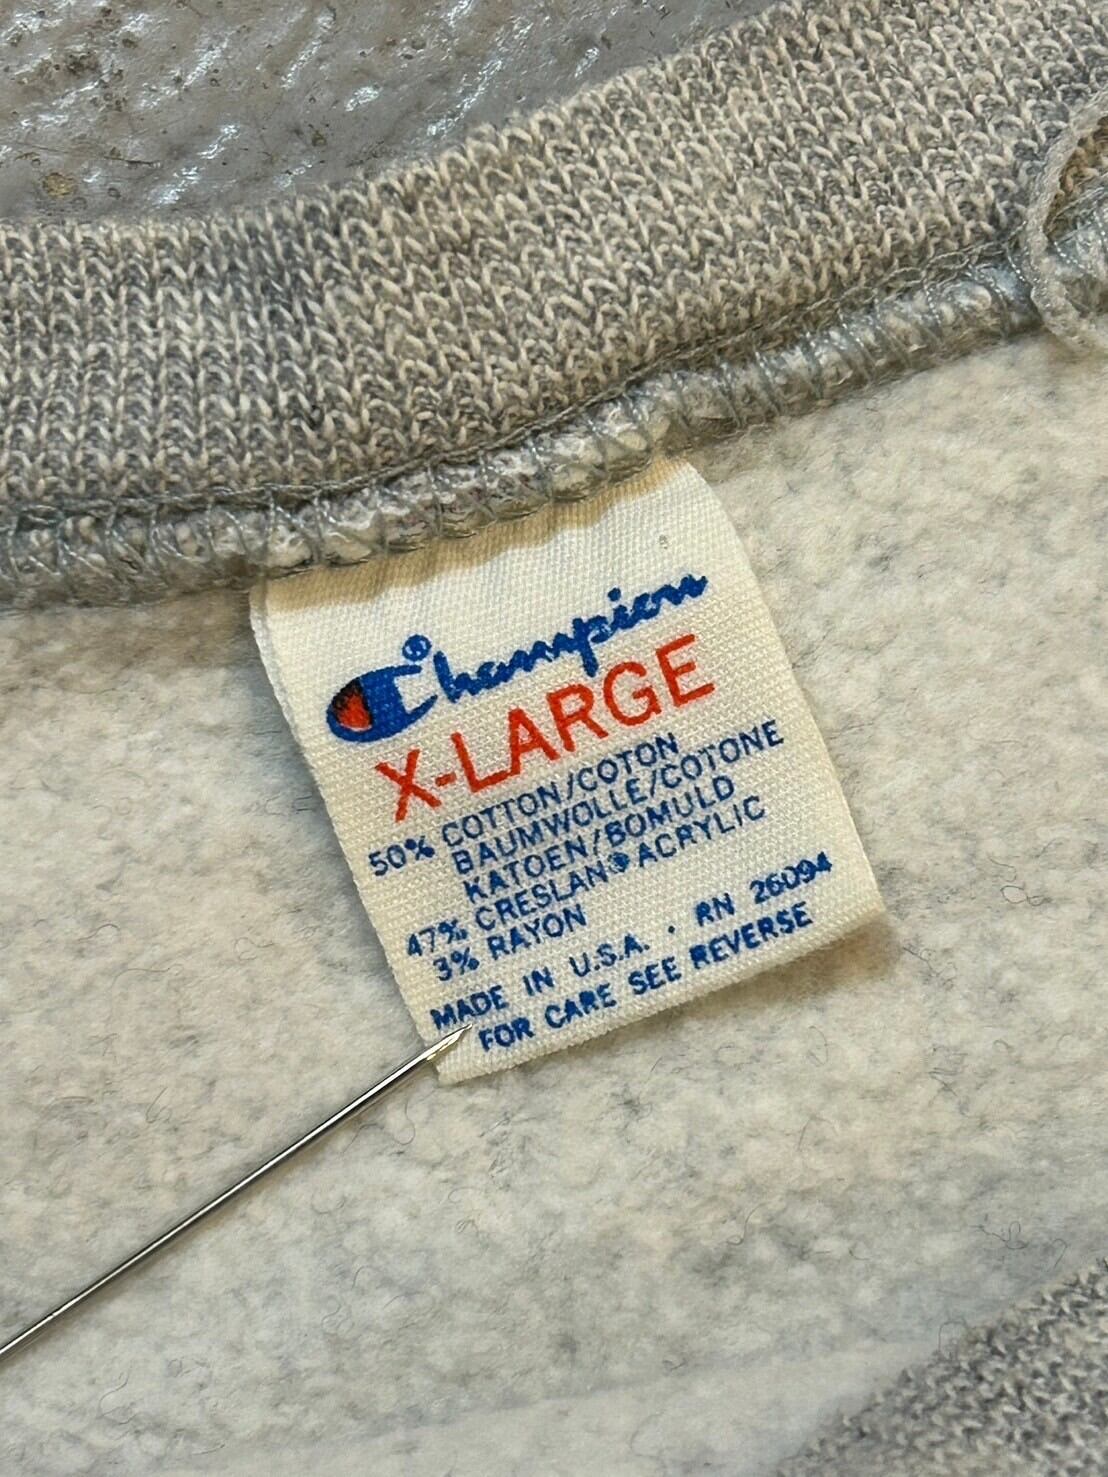 Champion®
X-LARGE
50% COTTON/COTON
BAUMWOLLE/COTONE
KATOEN/BOMULD
47% CRESLAN® ACRYLIC
3% RAYON
MADE IN U.S.A. · RN 26094
FOR CARE SEE REVERSE